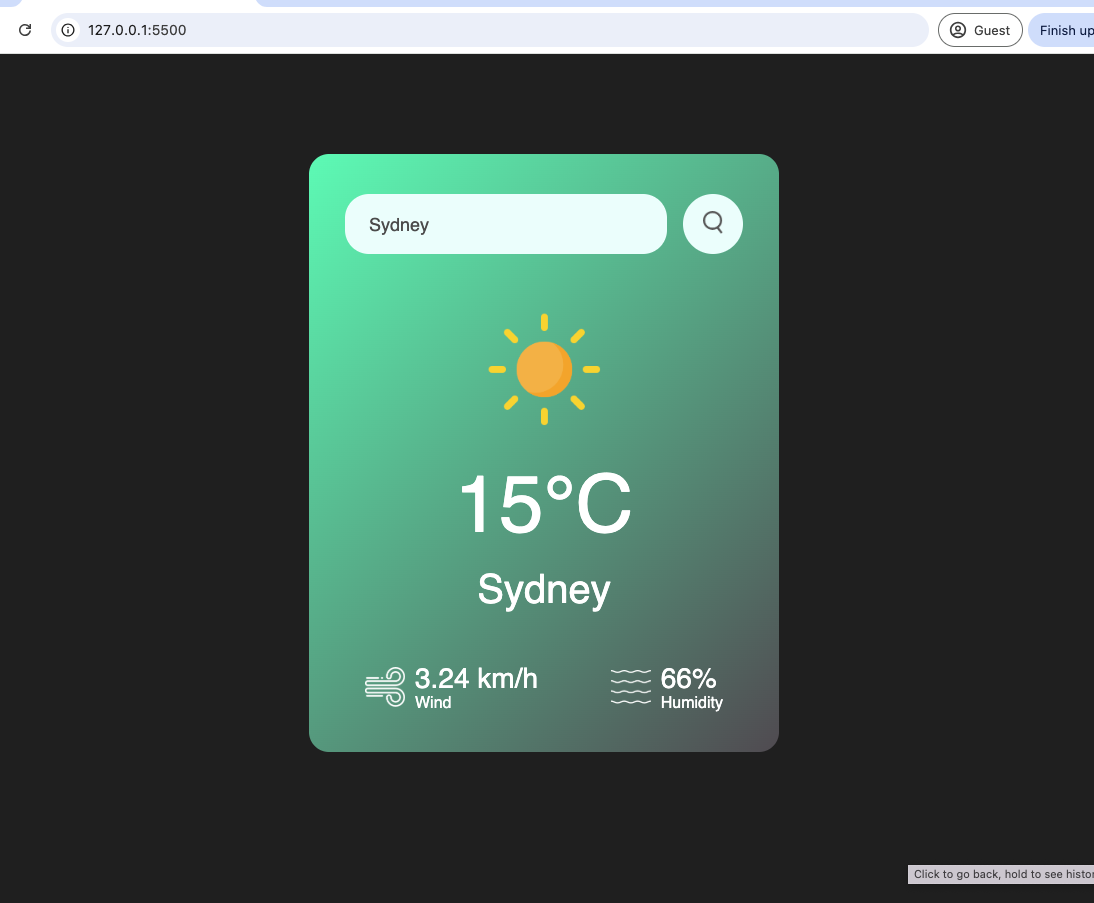 127.0.0.1:5500
Guest
Finish up
Sydney
15°C
Sydney
3.24 km/h
Wind
66%
Humidity
Click to go back, hold to see histor